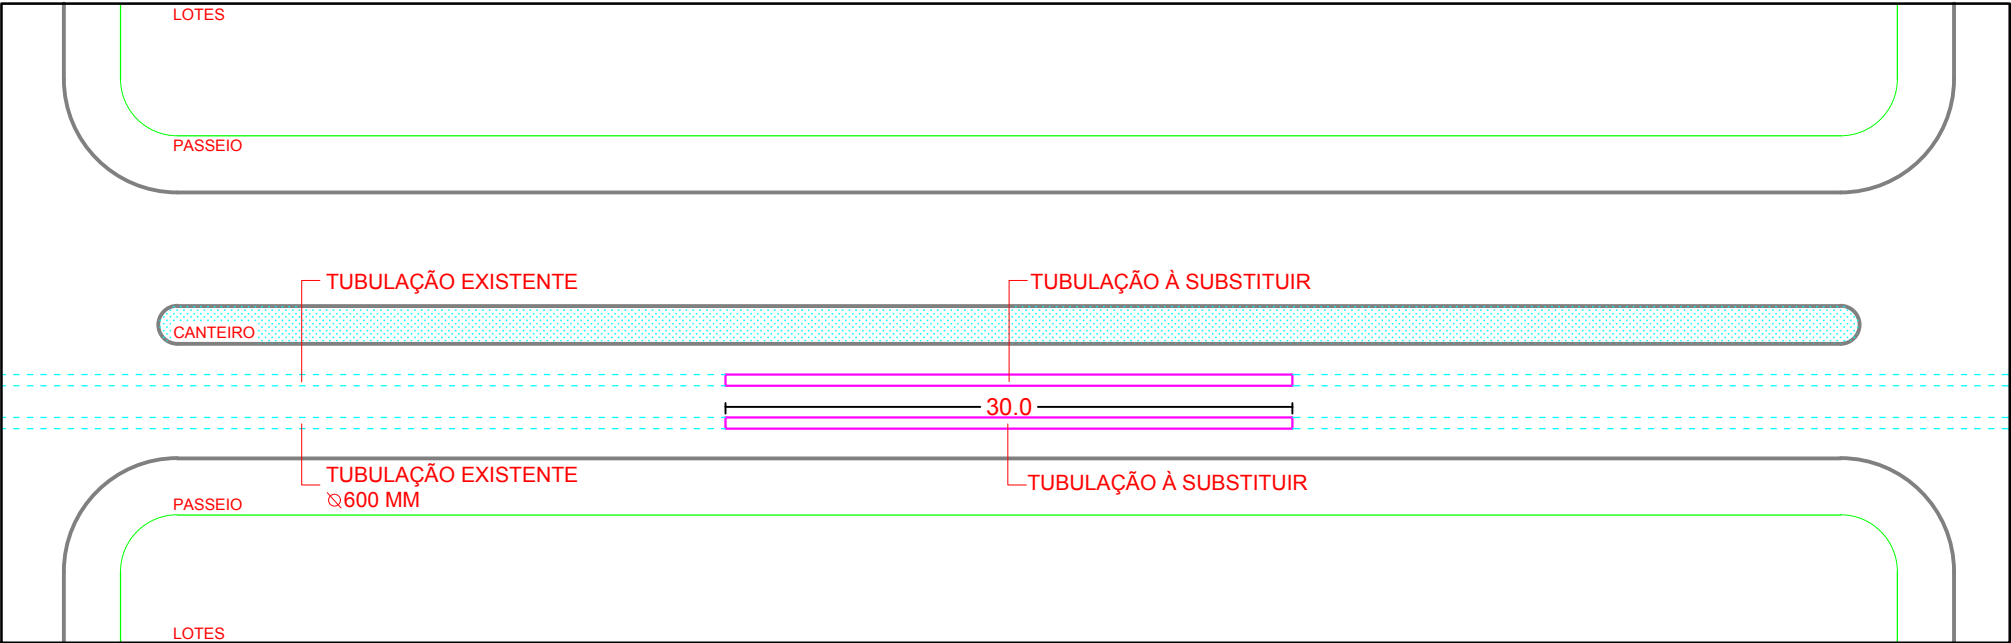 LOTES
PASSEIO
TUBULAÇÃO EXISTENTE
TUBULAÇÃO À SUBSTITUIR
CANTEIRO
30.0
TUBULAÇÃO EXISTENTE
⌀600 MM
TUBULAÇÃO À SUBSTITUIR
PASSEIO
LOTES